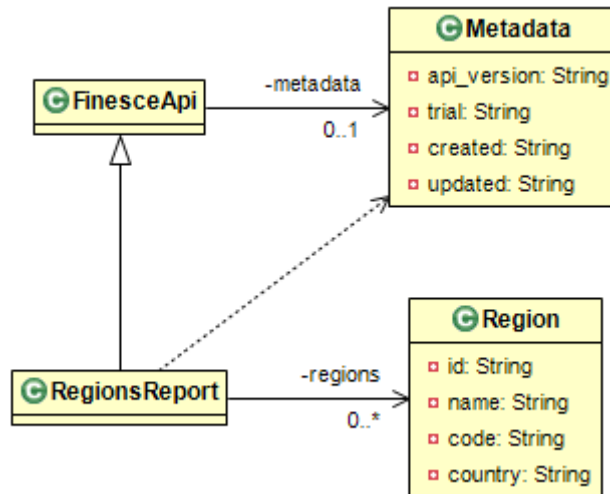 Metadata
api_version: String
trial: String
created: String
updated: String
FinesceApi
-metadata
0..1
RegionsReport
-regions
0..*
Region
id: String
name: String
code: String
country: String